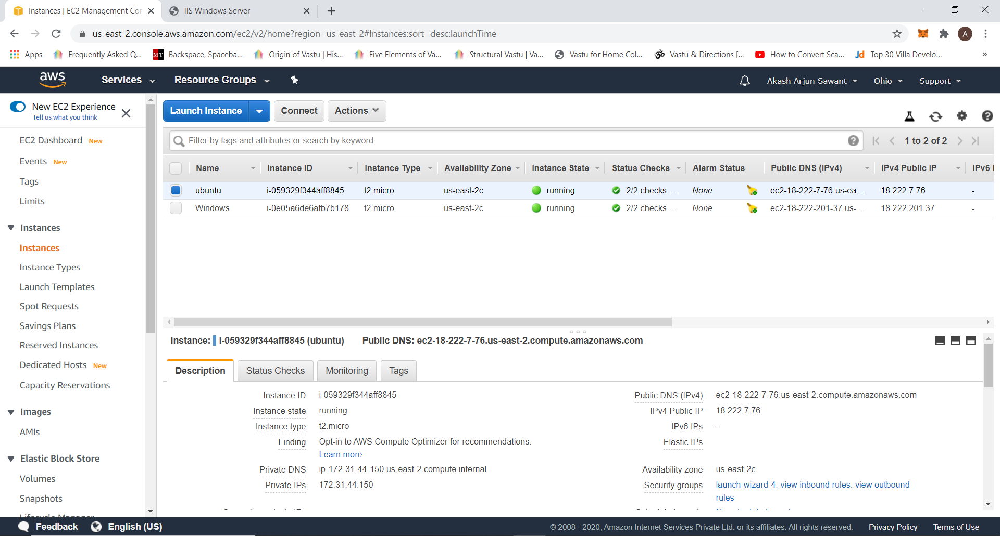 Instances | EC2 Management Con
IIS Windows Server
us-east-2.console.aws.amazon.com/ec2/v2/home?region=us-east-2#Instances:sort=desc:launchTime
A
Apps
Frequently Asked Q...
MT
Backspace, Spaceba...
Origin of Vastu | His...
Five Elements of Va...
Structural Vastu | Va...
Vastu for Home Col...
ॐ
Vastu & Directions [...
How to Convert Sca...
Jd
Top 30 Villa Develo...
»
aws
Services
Resource Groups
Akash Arjun Sawant
Ohio
Support
New EC2 Experience
Tell us what you think
EC2 Dashboard New
Events New
Tags
Limits
Instances
Instances
Instance Types
Launch Templates
Spot Requests
Savings Plans
Reserved Instances
Dedicated Hosts New
Capacity Reservations
Images
AMIs
Elastic Block Store
Volumes
Snapshots
Lifecycle Manager
Launch Instance
Connect
Actions
Filter by tags and attributes or search by keyword
1 to 2 of 2
Name Instance ID Instance Type Availability Zone Instance State Status Checks Alarm Status Public DNS (IPv4) IPv4 Public IP IPv6
ubuntu i-059329f344aff8845 t2.micro us-east-2c running 2/2 checks ... None ec2-18-222-7-76.us-ea... 18.222.7.76 -
Windows i-0e05a6de6afb7b178 t2.micro us-east-2c running 2/2 checks ... None ec2-18-222-201-37.us-... 18.222.201.37 -
Instance: i-059329f344aff8845 (ubuntu) Public DNS: ec2-18-222-7-76.us-east-2.compute.amazonaws.com
Description
Status Checks
Monitoring
Tags
Instance ID i-059329f344aff8845
Instance state running
Instance type t2.micro
Finding Opt-in to AWS Compute Optimizer for recommendations.
Learn more
Private DNS ip-172-31-44-150.us-east-2.compute.internal
Private IPs 172.31.44.150
Public DNS (IPv4) ec2-18-222-7-76.us-east-2.compute.amazonaws.com
IPv4 Public IP 18.222.7.76
IPv6 IPs -
Elastic IPs
Availability zone us-east-2c
Security groups launch-wizard-4. view inbound rules. view outbound
rules
Feedback
English (US)
© 2008 - 2020, Amazon Internet Services Private Ltd. or its affiliates. All rights reserved.
Privacy Policy
Terms of Use